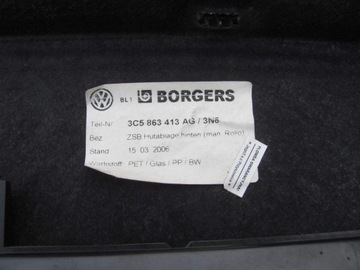 BL1 BORGERS
Teil-Nr 3C5 863 413 AG / 3N6
Bez ZSB Hutablage hinten (man. Rollo)
Stand 15 03 2006
Werkstoff: PET / Glas / PP / BW